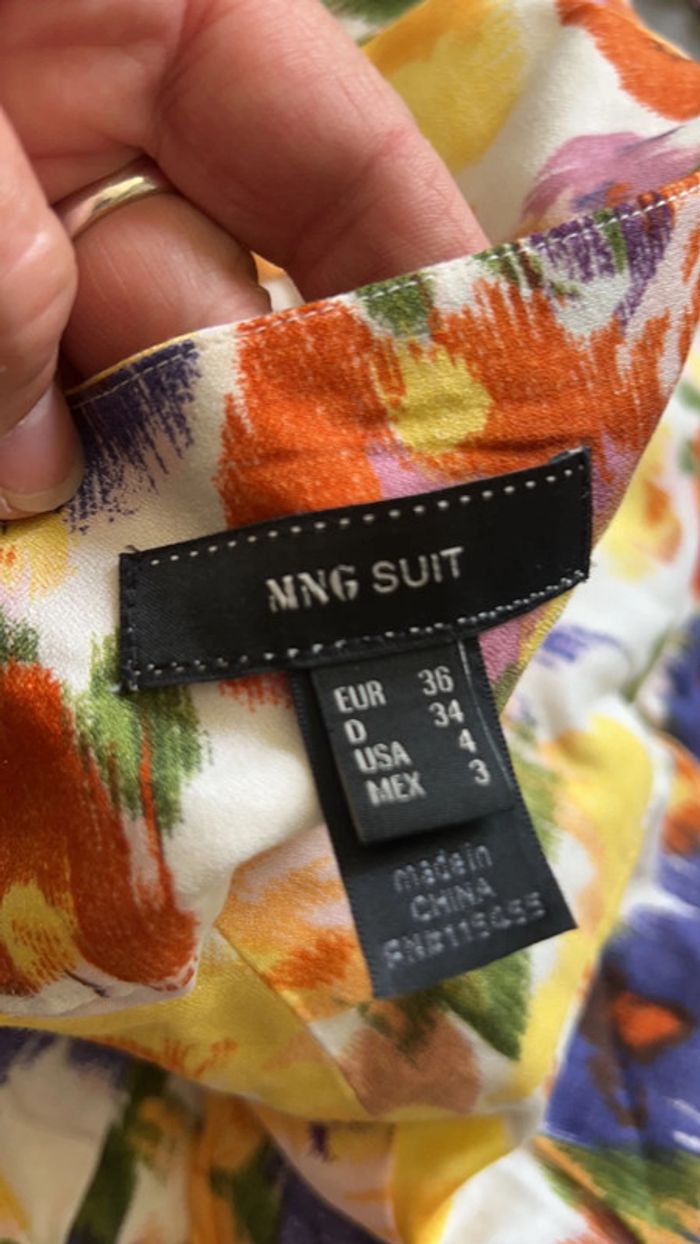 MNG SUIT
EUR 36
D 34
USA 4
MEX 3
made in
CHINA